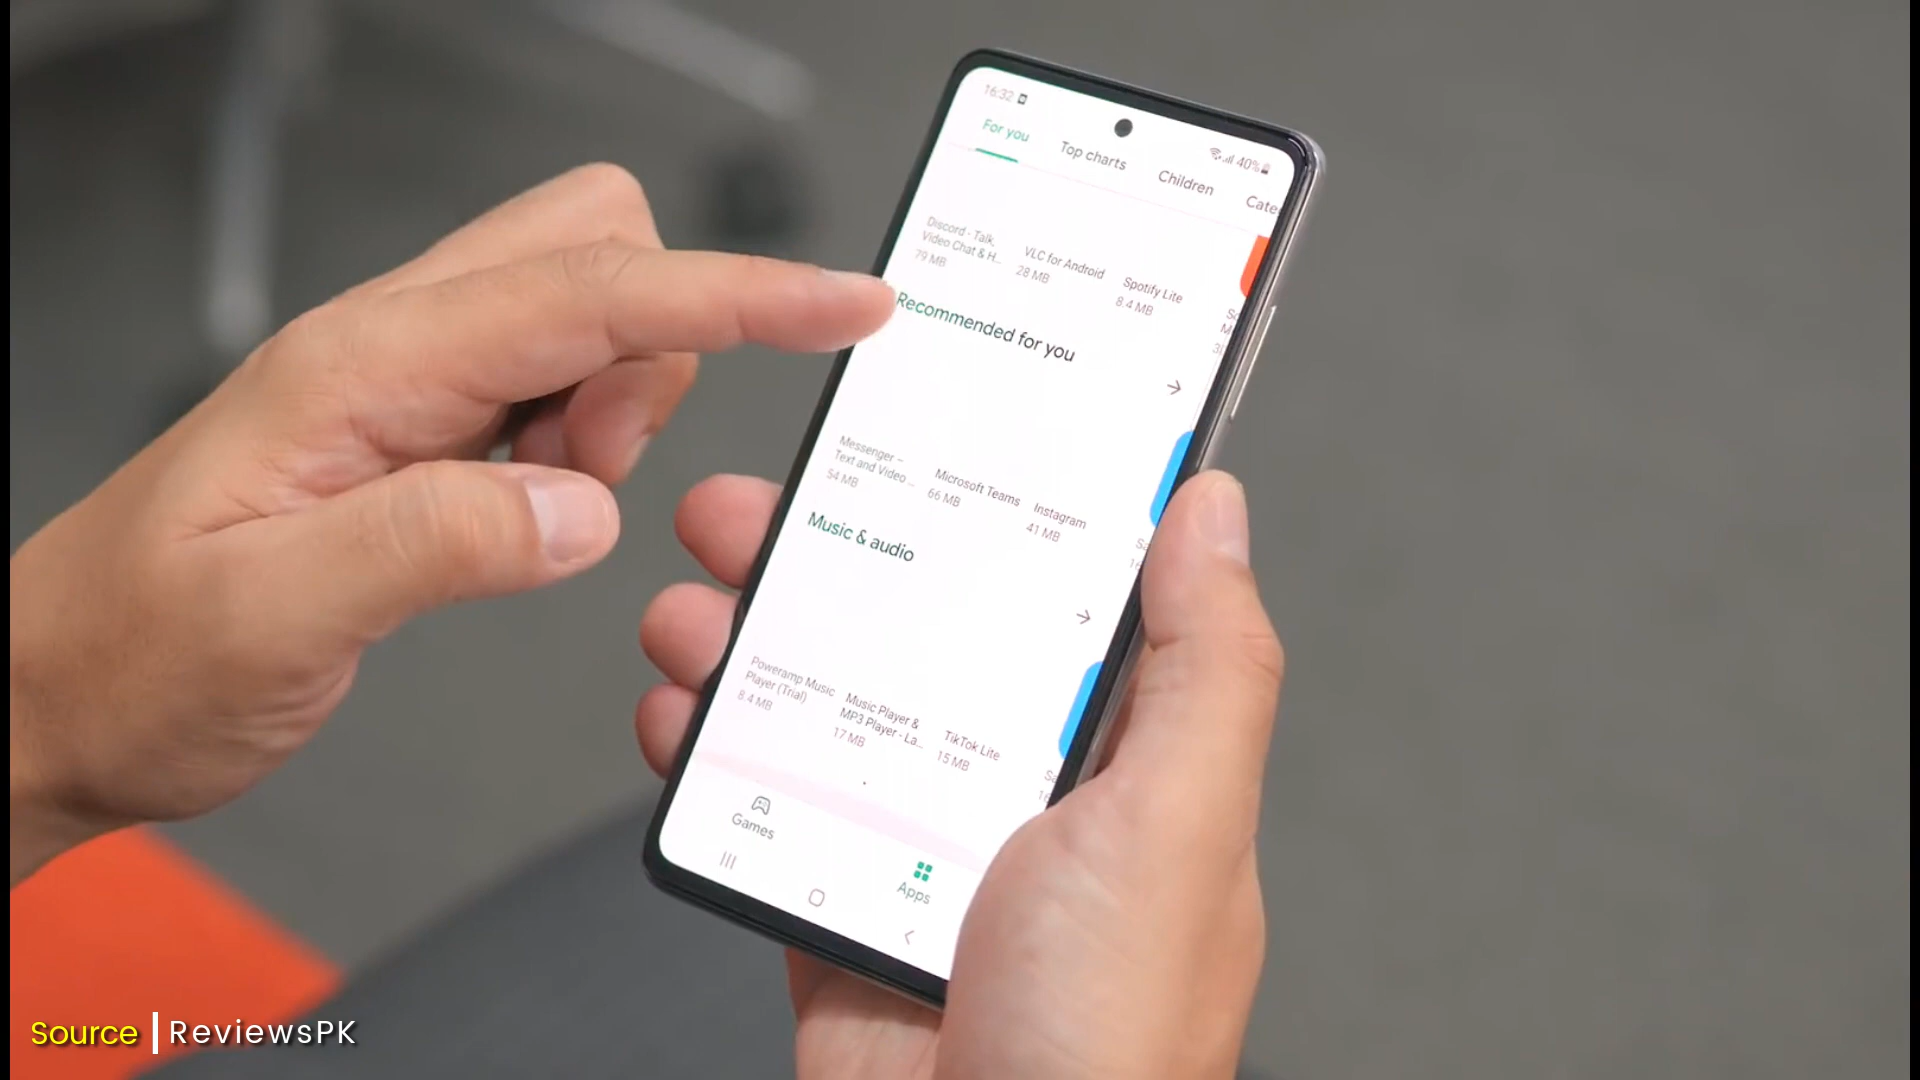 16:32
40%
For you
Top charts
Children
Cate
Discord - Talk,
Video Chat & H...
79 MB
VLC for Android
28 MB
Spotify Lite
8.4 MB
Recommended for you
Messenger –
Text and Video ...
54 MB
Microsoft Teams
66 MB
Instagram
41 MB
Music & audio
Poweramp Music
Player (Trial)
8.4 MB
Music Player &
MP3 Player - La...
17 MB
TikTok Lite
15 MB
Games
Apps
Source | ReviewsPK